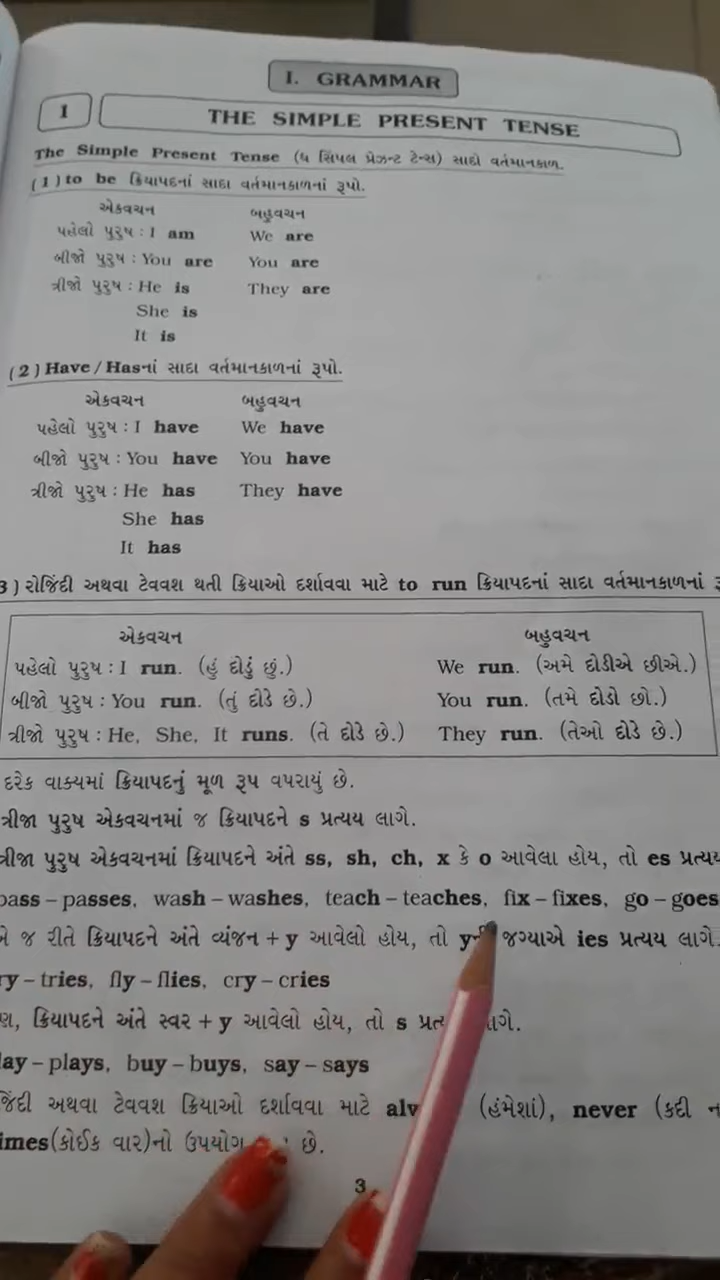 I. GRAMMAR
1 THE SIMPLE PRESENT TENSE
The Simple Present Tense (ધ સિંપલ પ્રેઝન્ટ ટેન્સ) સાદો વર્તમાનકાળ.
(1) to be ક્રિયાપદનાં સાદા વર્તમાનકાળનાં રૂપો.
એકવચન બહુવચન
પહેલો પુરુષ : I am We are
બીજો પુરુષ : You are You are
ત્રીજો પુરુષ : He is They are
She is
It is
(2) Have / Hasનાં સાદા વર્તમાનકાળનાં રૂપો.
એકવચન બહુવચન
પહેલો પુરુષ : I have We have
બીજો પુરુષ : You have You have
ત્રીજો પુરુષ : He has They have
She has
It has
3) રોજિંદી અથવા ટેવવશ થતી ક્રિયાઓ દર્શાવવા માટે to run ક્રિયાપદનાં સાદા વર્તમાનકાળનાં
એકવચન બહુવચન
પહેલો પુરુષ : I run. (હું દોડું છું.) We run. (અમે દોડીએ છીએ.)
બીજો પુરુષ : You run. (તું દોડે છે.) You run. (તમે દોડો છો.)
ત્રીજો પુરુષ : He, She, It runs. (તે દોડે છે.) They run. (તેઓ દોડે છે.)
દરેક વાક્યમાં ક્રિયાપદનું મૂળ રૂપ વપરાયું છે.
ત્રીજા પુરુષ એકવચનમાં જ ક્રિયાપદને s પ્રત્યય લાગે.
ત્રીજા પુરુષ એકવચનમાં ક્રિયાપદને અંતે ss, sh, ch, x કે o આવેલા હોય, તો es પ્રત્યય
pass – passes, wash – washes, teach – teaches, fix – fixes, go – goes
જ રીતે ક્રિયાપદને અંતે વ્યંજન + y આવેલો હોય, તો yની જગ્યાએ ies પ્રત્યય લાગે.
ry – tries, fly – flies, cry – cries
ક્રિયાપદને અંતે સ્વર + y આવેલો હોય, તો s
lay – plays, buy – buys, say – says
અથવા ટેવવશ ક્રિયાઓ દર્શાવવા માટે (હંમેશાં), never (કદી
imes (કોઈક વાર)નો ઉપયોગ છે.
3